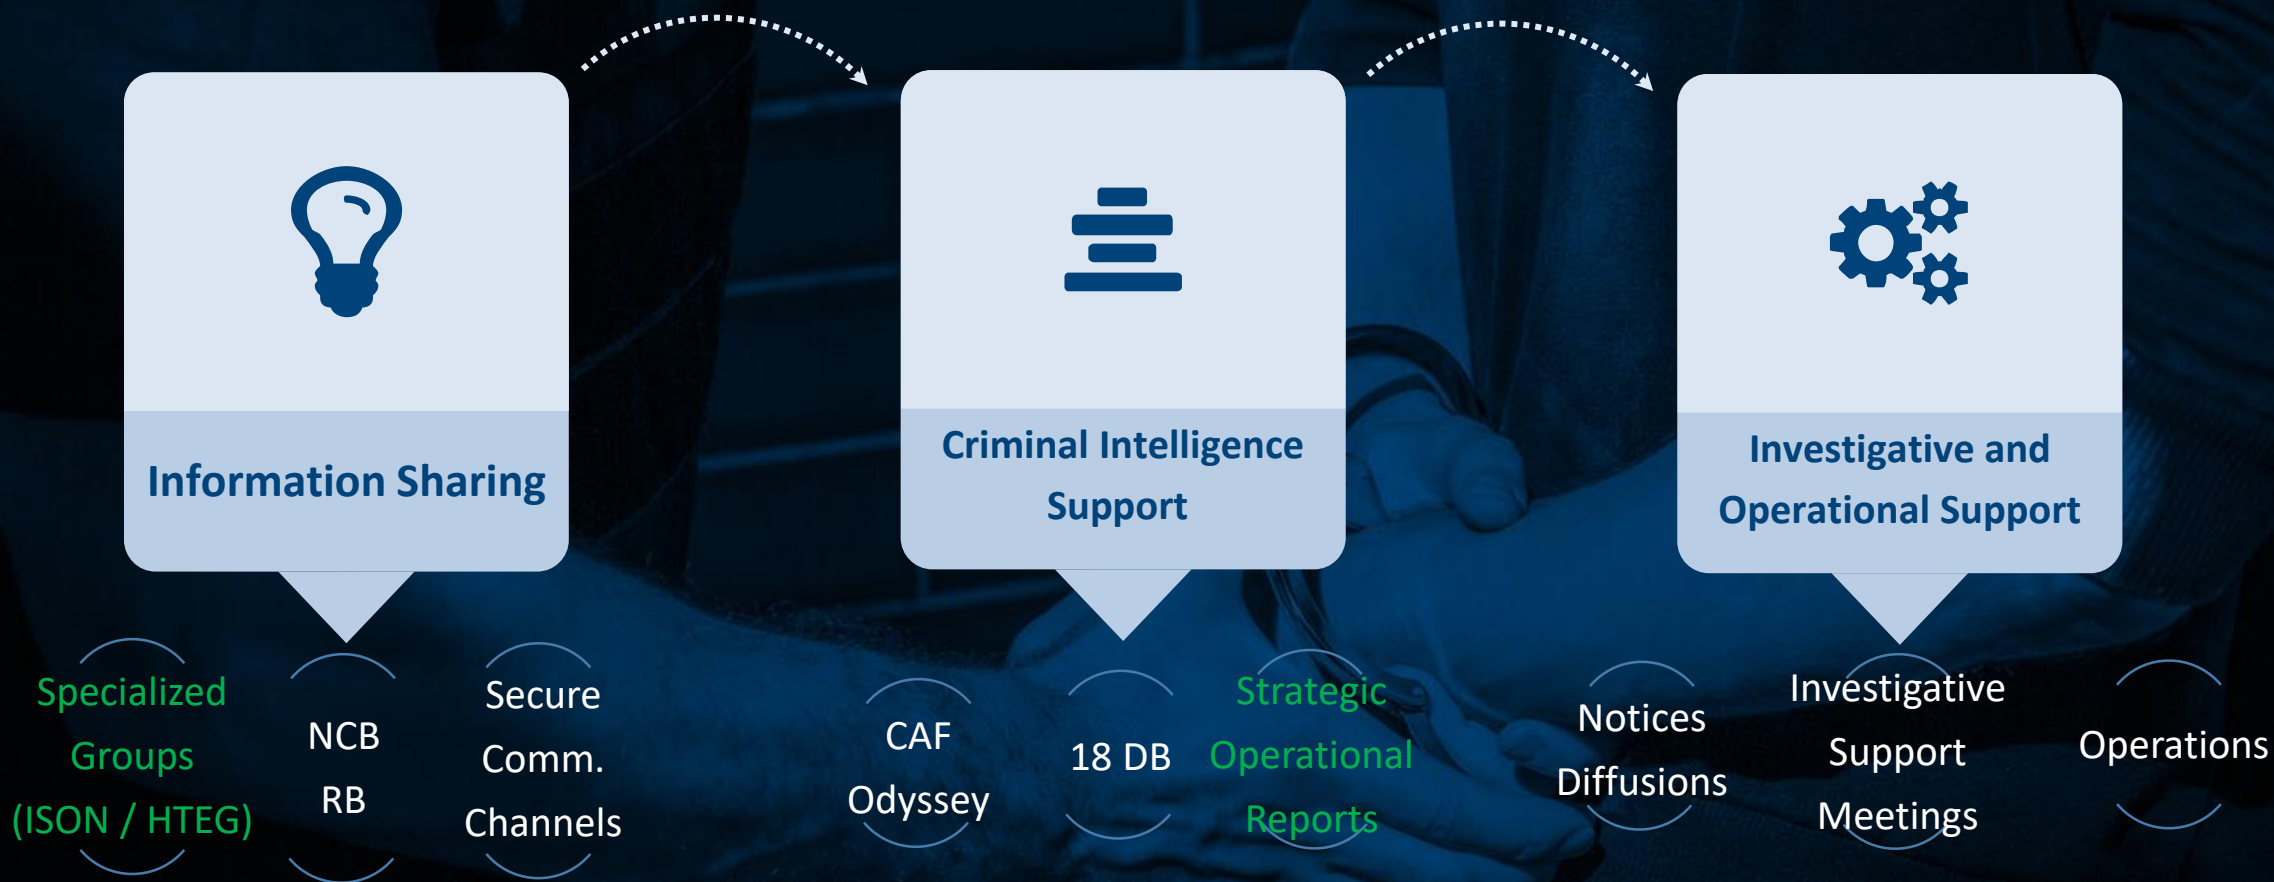 Information Sharing
Criminal Intelligence
Support
Investigative and
Operational Support
Specialized
Groups
(ISON / HTEG)
NCB
RB
Secure
Comm.
Channels
CAF
Odyssey
18 DB
Strategic
Operational
Reports
Notices
Diffusions
Investigative
Support
Meetings
Operations